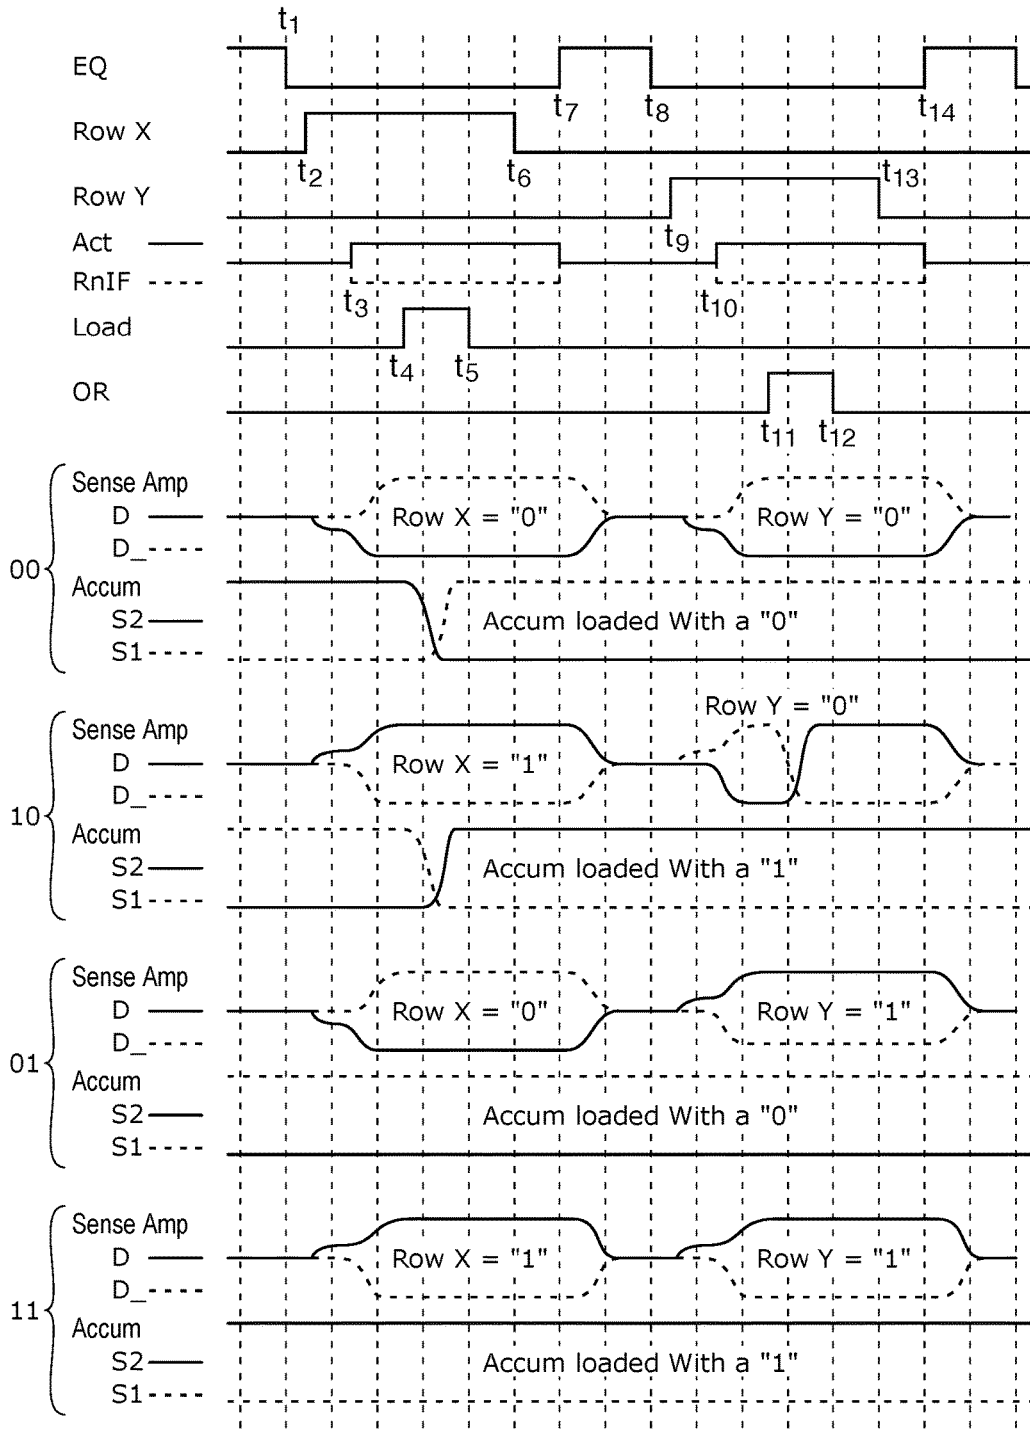 t1
EQ
t7
t8
t14
Row X
t2
t6
t13
Row Y
t9
Act
RnIF
t3
t10
Load
t4
t5
OR
t11
t12
00
Sense Amp
D
D_
Row X = "0"
Row Y = "0"
Accum
S2
S1
Accum loaded With a "0"
10
Row Y = "0"
Sense Amp
D
D_
Row X = "1"
Accum
S2
S1
Accum loaded With a "1"
01
Sense Amp
D
D_
Row X = "0"
Row Y = "1"
Accum
S2
S1
Accum loaded With a "0"
11
Sense Amp
D
D_
Row X = "1"
Row Y = "1"
Accum
S2
S1
Accum loaded With a "1"